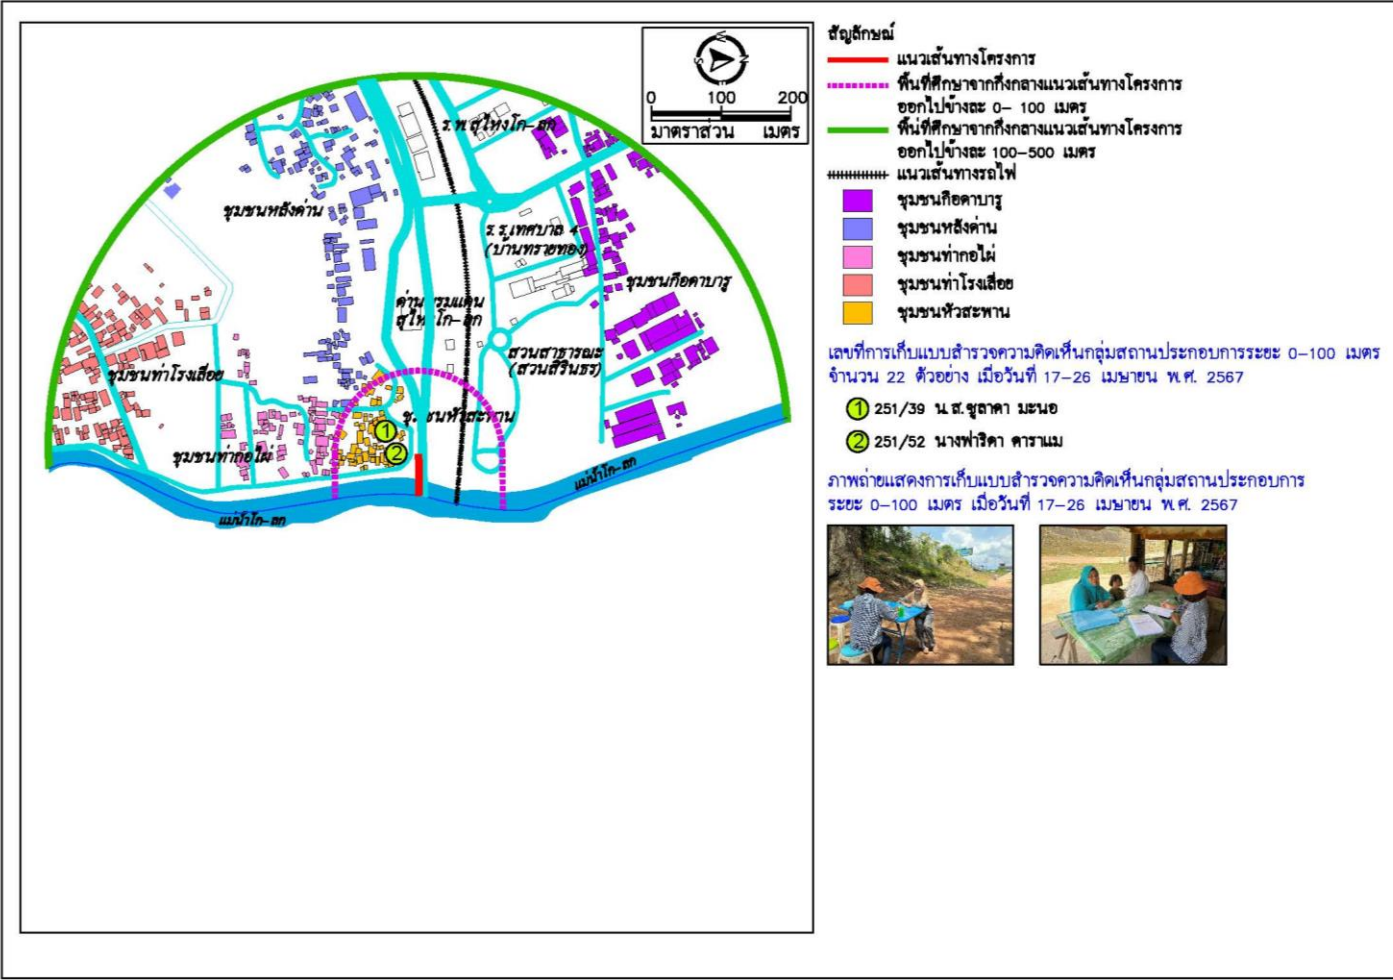 W
S N
0 100 200
มาตราส่วน เมตร
ร.พ.สุไหงโก-ลก
ชุมชนหลังด่าน
ร.ร.เทศบาล 4
(บ้านทรายทอง)
ชุมชนกือดาบารู
ด่านพรมแดน
สุไหงโก-ลก
สวนสาธารณะ
(สวนสิรินธร)
ชุมชนท่าโรงเลื่อย
ชุมชนหัวสะพาน
1
2
ชุมชนท่ากอไผ่
แม่น้ำโก-ลก
แม่น้ำโก-ลก
สัญลักษณ์
แนวเส้นทางโครงการ
พื้นที่ศึกษาจากกึ่งกลางแนวเส้นทางโครงการ
ออกไปข้างละ 0- 100 เมตร
พื้นที่ศึกษาจากกึ่งกลางแนวเส้นทางโครงการ
ออกไปข้างละ 100-500 เมตร
แนวเส้นทางรถไฟ
ชุมชนกือดาบารู
ชุมชนหลังด่าน
ชุมชนท่ากอไผ่
ชุมชนท่าโรงเลื่อย
ชุมชนหัวสะพาน
เลขที่การเก็บแบบสำรวจความคิดเห็นกลุ่มสถานประกอบการระยะ 0-100 เมตร
จำนวน 22 ตัวอย่าง เมื่อวันที่ 17-26 เมษายน พ.ศ. 2567
1 251/39 น.ส.ซูลาดา มะนอ
2 251/52 นางฟาริดา ดาราแม
ภาพถ่ายแสดงการเก็บแบบสำรวจความคิดเห็นกลุ่มสถานประกอบการ
ระยะ 0-100 เมตร เมื่อวันที่ 17-26 เมษายน พ.ศ. 2567